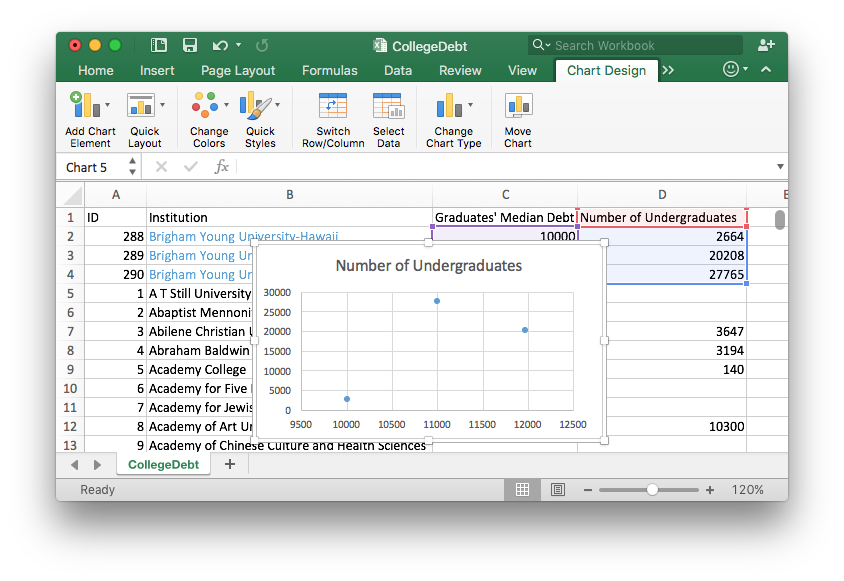 CollegeDebt
Search Workbook
Home Insert Page Layout Formulas Data Review View Chart Design >>
Add Chart Element
Quick Layout
Change Colors
Quick Styles
Switch Row/Column
Select Data
Change Chart Type
Move Chart
Chart 5 fx
A B C D E
1 ID Institution Graduates' Median Debt Number of Undergraduates
2 288 Brigham Young University-Hawaii 10000 2664
3 289 Brigham Young Un 20208
4 290 Brigham Young Un 27765
5 1 A T Still University
6 2 Abaptist Mennoni
7 3 Abilene Christian U 3647
8 4 Abraham Baldwin 3194
9 5 Academy College 140
10 6 Academy for Five
11 7 Academy for Jewis
12 8 Academy of Art Un 10300
13 9 Academy of Chinese Culture and Health Sciences
Number of Undergraduates
30000
25000
20000
15000
10000
5000
0
9500 10000 10500 11000 11500 12000 12500
CollegeDebt +
Ready 120%